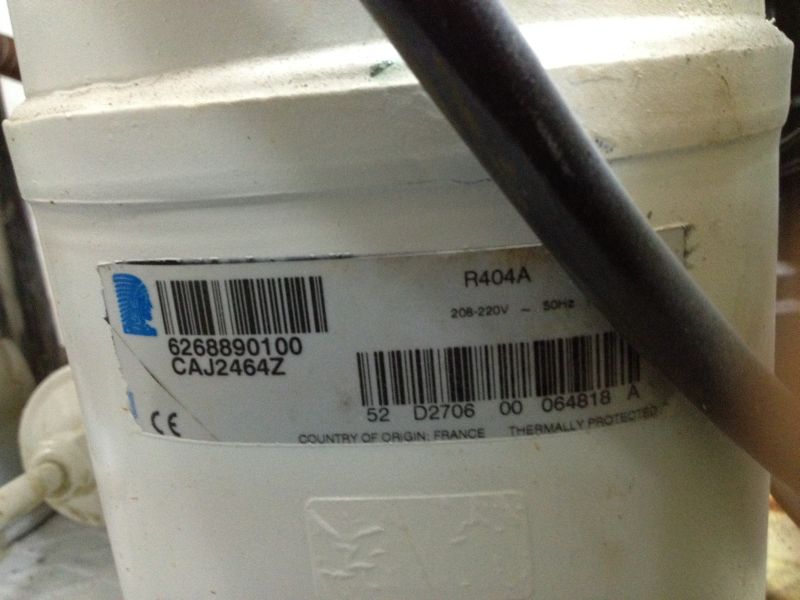 R404A
208-220V ~ 50Hz
6268890100
CAJ2464Z
52 D2706 00 064818 A
CE
COUNTRY OF ORIGIN: FRANCE THERMALLY PROTECTED